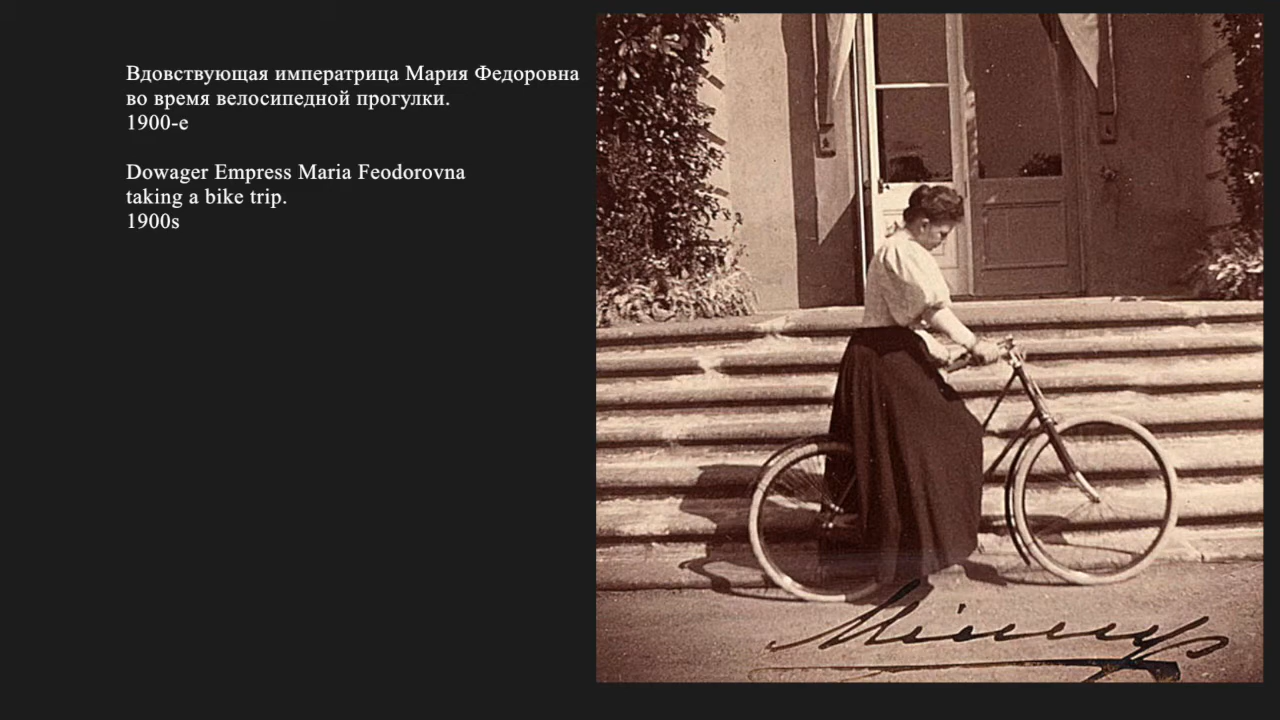 Вдовствующая императрица Мария Федоровна
во время велосипедной прогулки.
1900-е
Dowager Empress Maria Feodorovna
taking a bike trip.
1900s